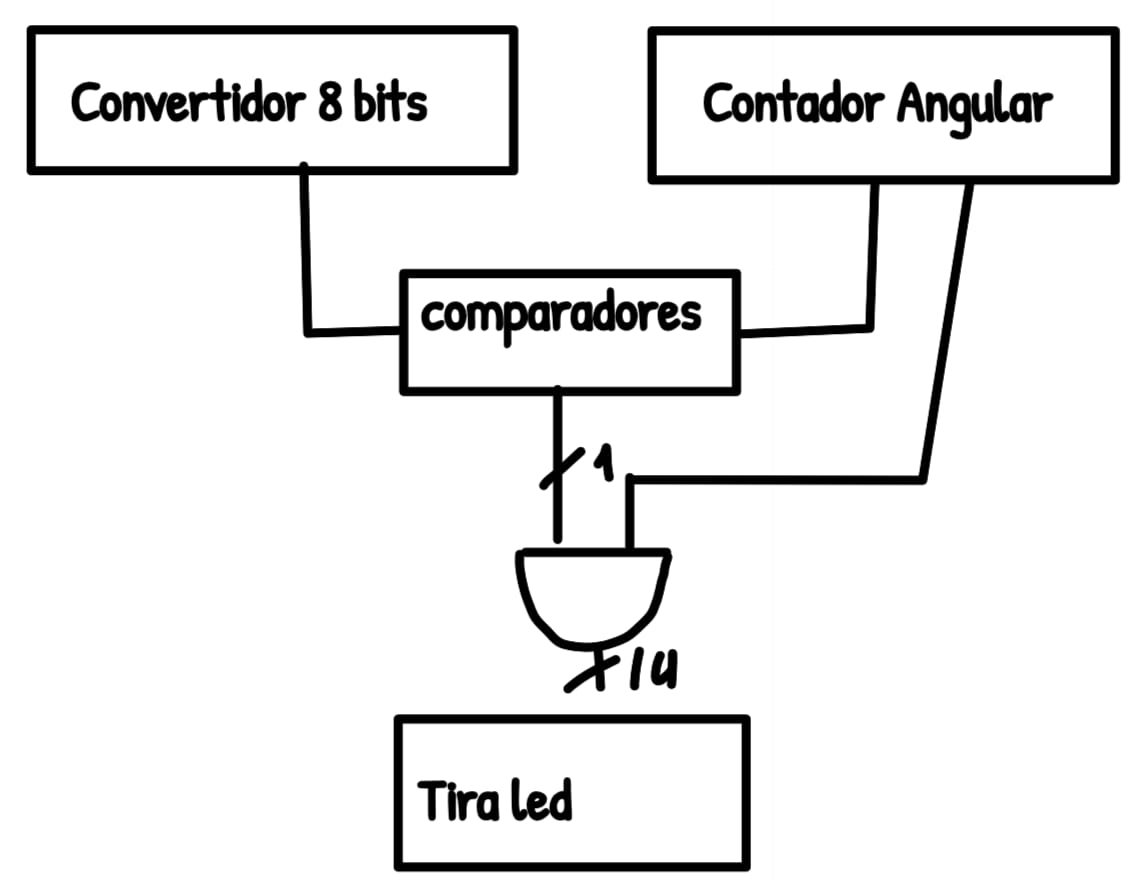 Convertidor 8 bits
Contador Angular
comparadores
1
14
Tira led